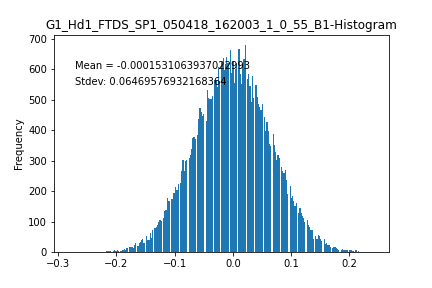 G1_Hd1_FTDS_SP1_050418_162003_1_0_55_B1-Histogram
Mean = -0.0001531063937022993
Stdev: 0.06469576932168364
Frequency
700
600
500
400
300
200
100
0
-0.3 -0.2 -0.1 0.0 0.1 0.2